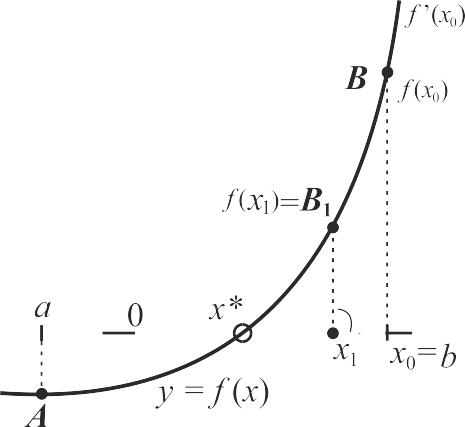 f'(x₀)
B
f(x₀)
f(x₁)=B₁
a
0
x*
x₁
x₀=b
y = f(x)
A